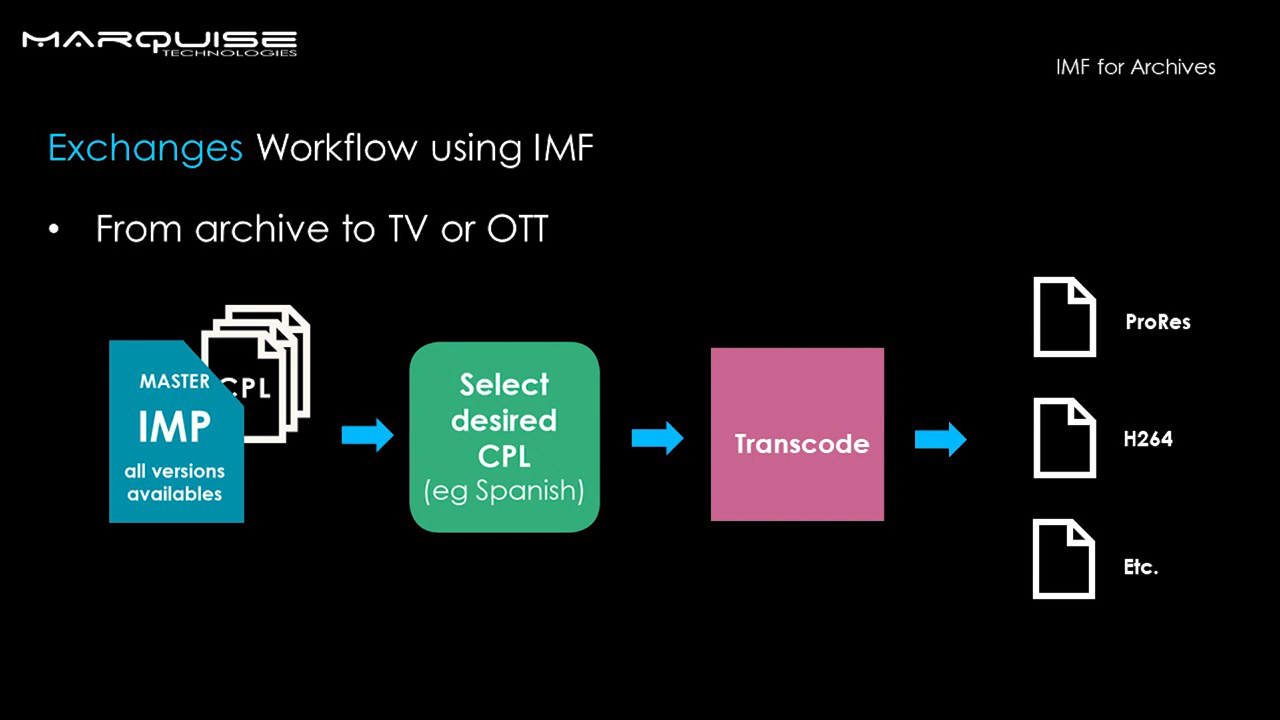 MARQUISE
TECHNOLOGIES
IMF for Archives
Exchanges Workflow using IMF
• From archive to TV or OTT
MASTER
IMP
all versions
availables
CPL
Select
desired
CPL
(eg Spanish)
Transcode
ProRes
H264
Etc.